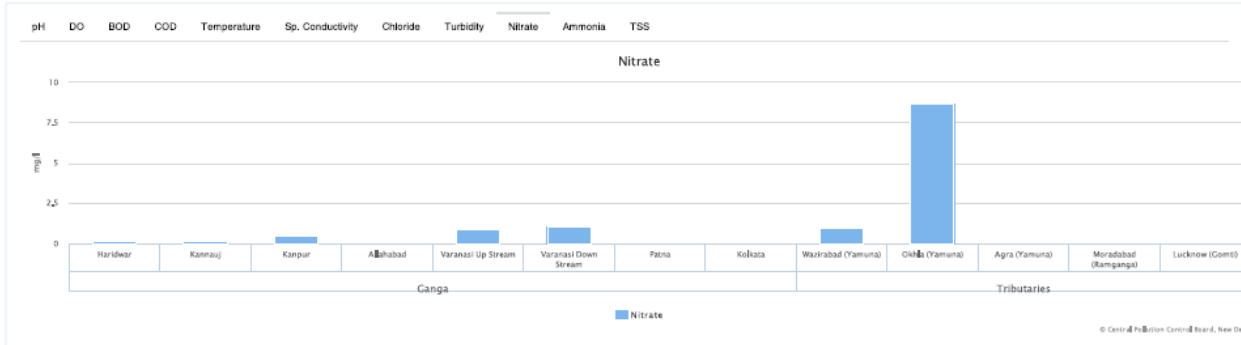 pH DO BOD COD Temperature Sp. Conductivity Chloride Turbidity Nitrate Ammonia TSS
Nitrate
10
7.5
5
2.5
0
mg/l
Haridwar Kannauj Kanpur Allahabad Varanasi Up Stream Varanasi Down Stream Patna Kolkata Wazirabad (Yamuna) Okhla (Yamuna) Agra (Yamuna) Moradabad (Ramganga) Lucknow (Gomti)
Ganga Tributaries
Nitrate
© Central Pollution Control Board, New De